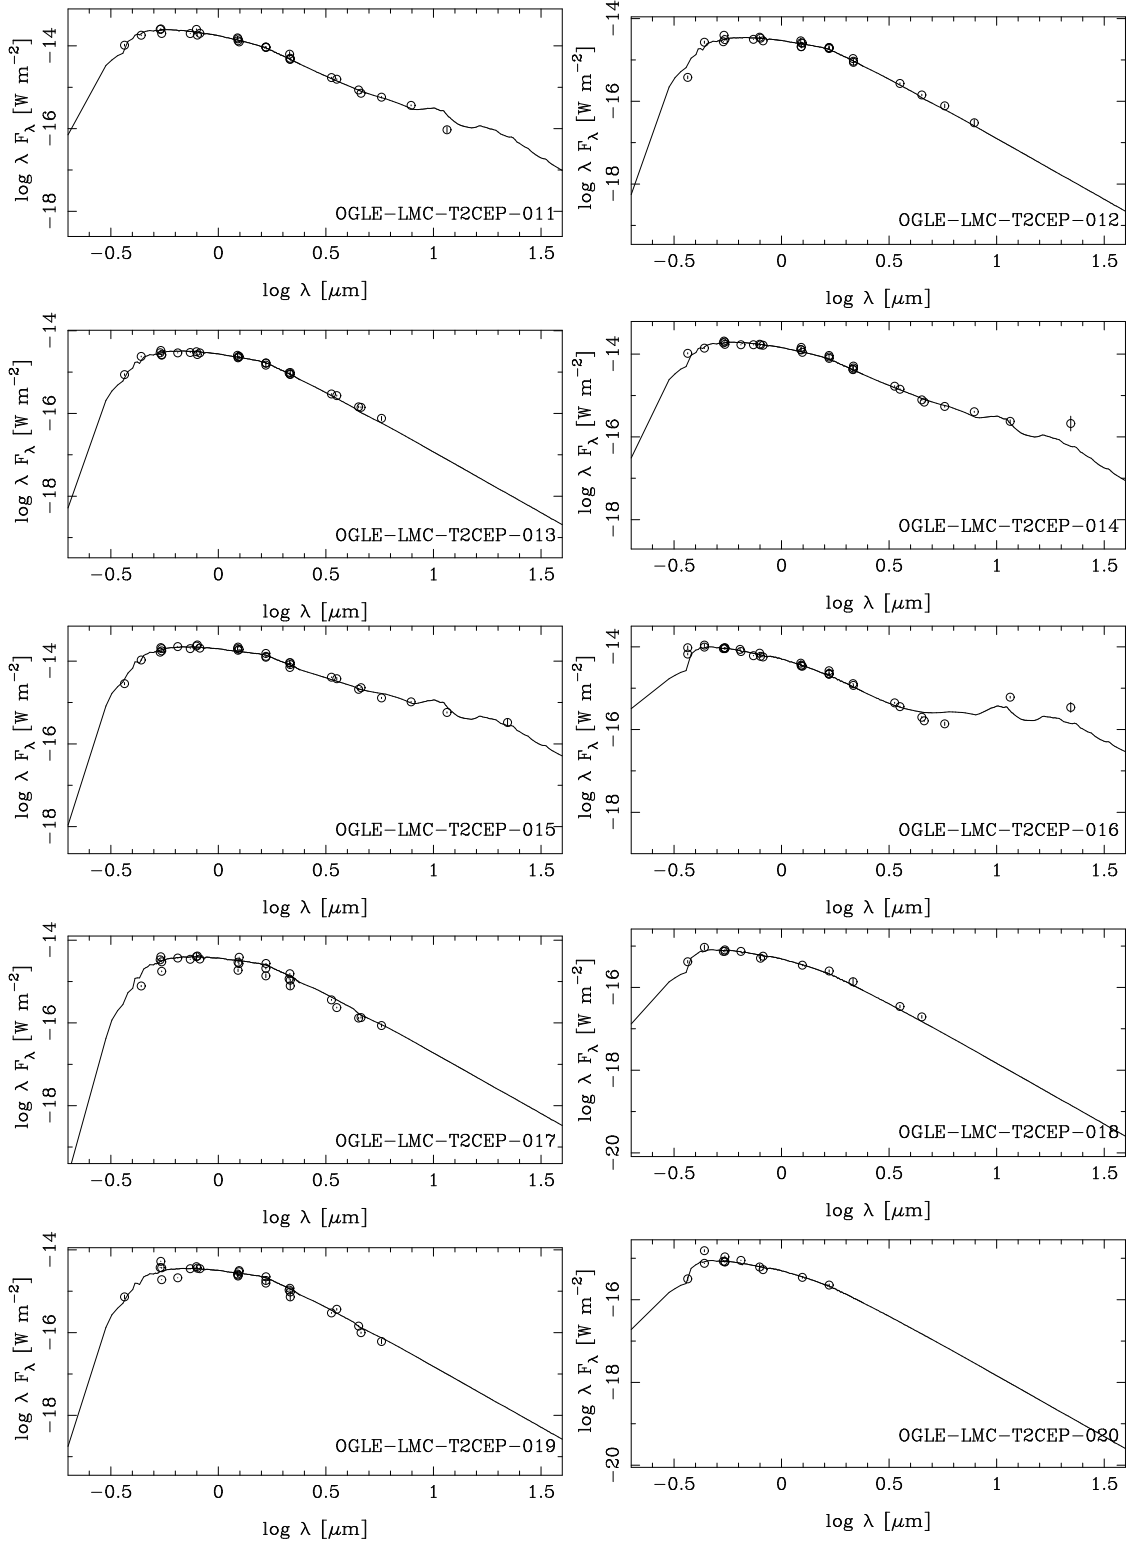 −14
−16
−18
log λ F_λ [W m⁻²]
OGLE−LMC−T2CEP−011
−0.5 0 0.5 1 1.5
log λ [μm]
−14
−16
−18
log λ F_λ [W m⁻²]
OGLE−LMC−T2CEP−012
−0.5 0 0.5 1 1.5
log λ [μm]
−14
−16
−18
log λ F_λ [W m⁻²]
OGLE−LMC−T2CEP−013
−0.5 0 0.5 1 1.5
log λ [μm]
−14
−16
−18
log λ F_λ [W m⁻²]
OGLE−LMC−T2CEP−014
−0.5 0 0.5 1 1.5
log λ [μm]
−14
−16
−18
log λ F_λ [W m⁻²]
OGLE−LMC−T2CEP−015
−0.5 0 0.5 1 1.5
log λ [μm]
−14
−16
−18
log λ F_λ [W m⁻²]
OGLE−LMC−T2CEP−016
−0.5 0 0.5 1 1.5
log λ [μm]
−14
−16
−18
log λ F_λ [W m⁻²]
OGLE−LMC−T2CEP−017
−0.5 0 0.5 1 1.5
log λ [μm]
−16
−18
−20
log λ F_λ [W m⁻²]
OGLE−LMC−T2CEP−018
−0.5 0 0.5 1 1.5
log λ [μm]
−14
−16
−18
log λ F_λ [W m⁻²]
OGLE−LMC−T2CEP−019
−0.5 0 0.5 1 1.5
log λ [μm]
−16
−18
−20
log λ F_λ [W m⁻²]
OGLE−LMC−T2CEP−020
−0.5 0 0.5 1 1.5
log λ [μm]